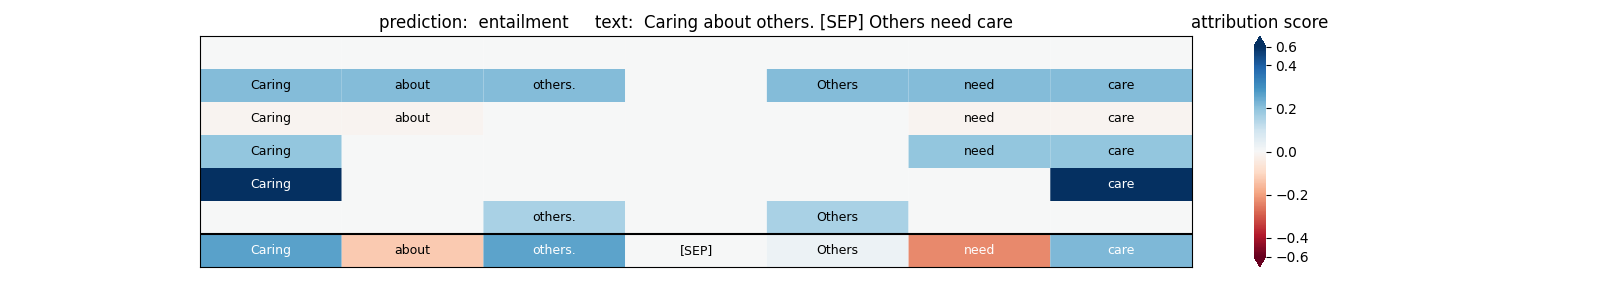 prediction: entailment text: Caring about others. [SEP] Others need care attribution score
Caring about others. Others need care
Caring about need care
Caring need care
Caring care
others. Others
Caring about others. [SEP] Others need care
0.6
0.4
0.2
0.0
−0.2
−0.4
−0.6